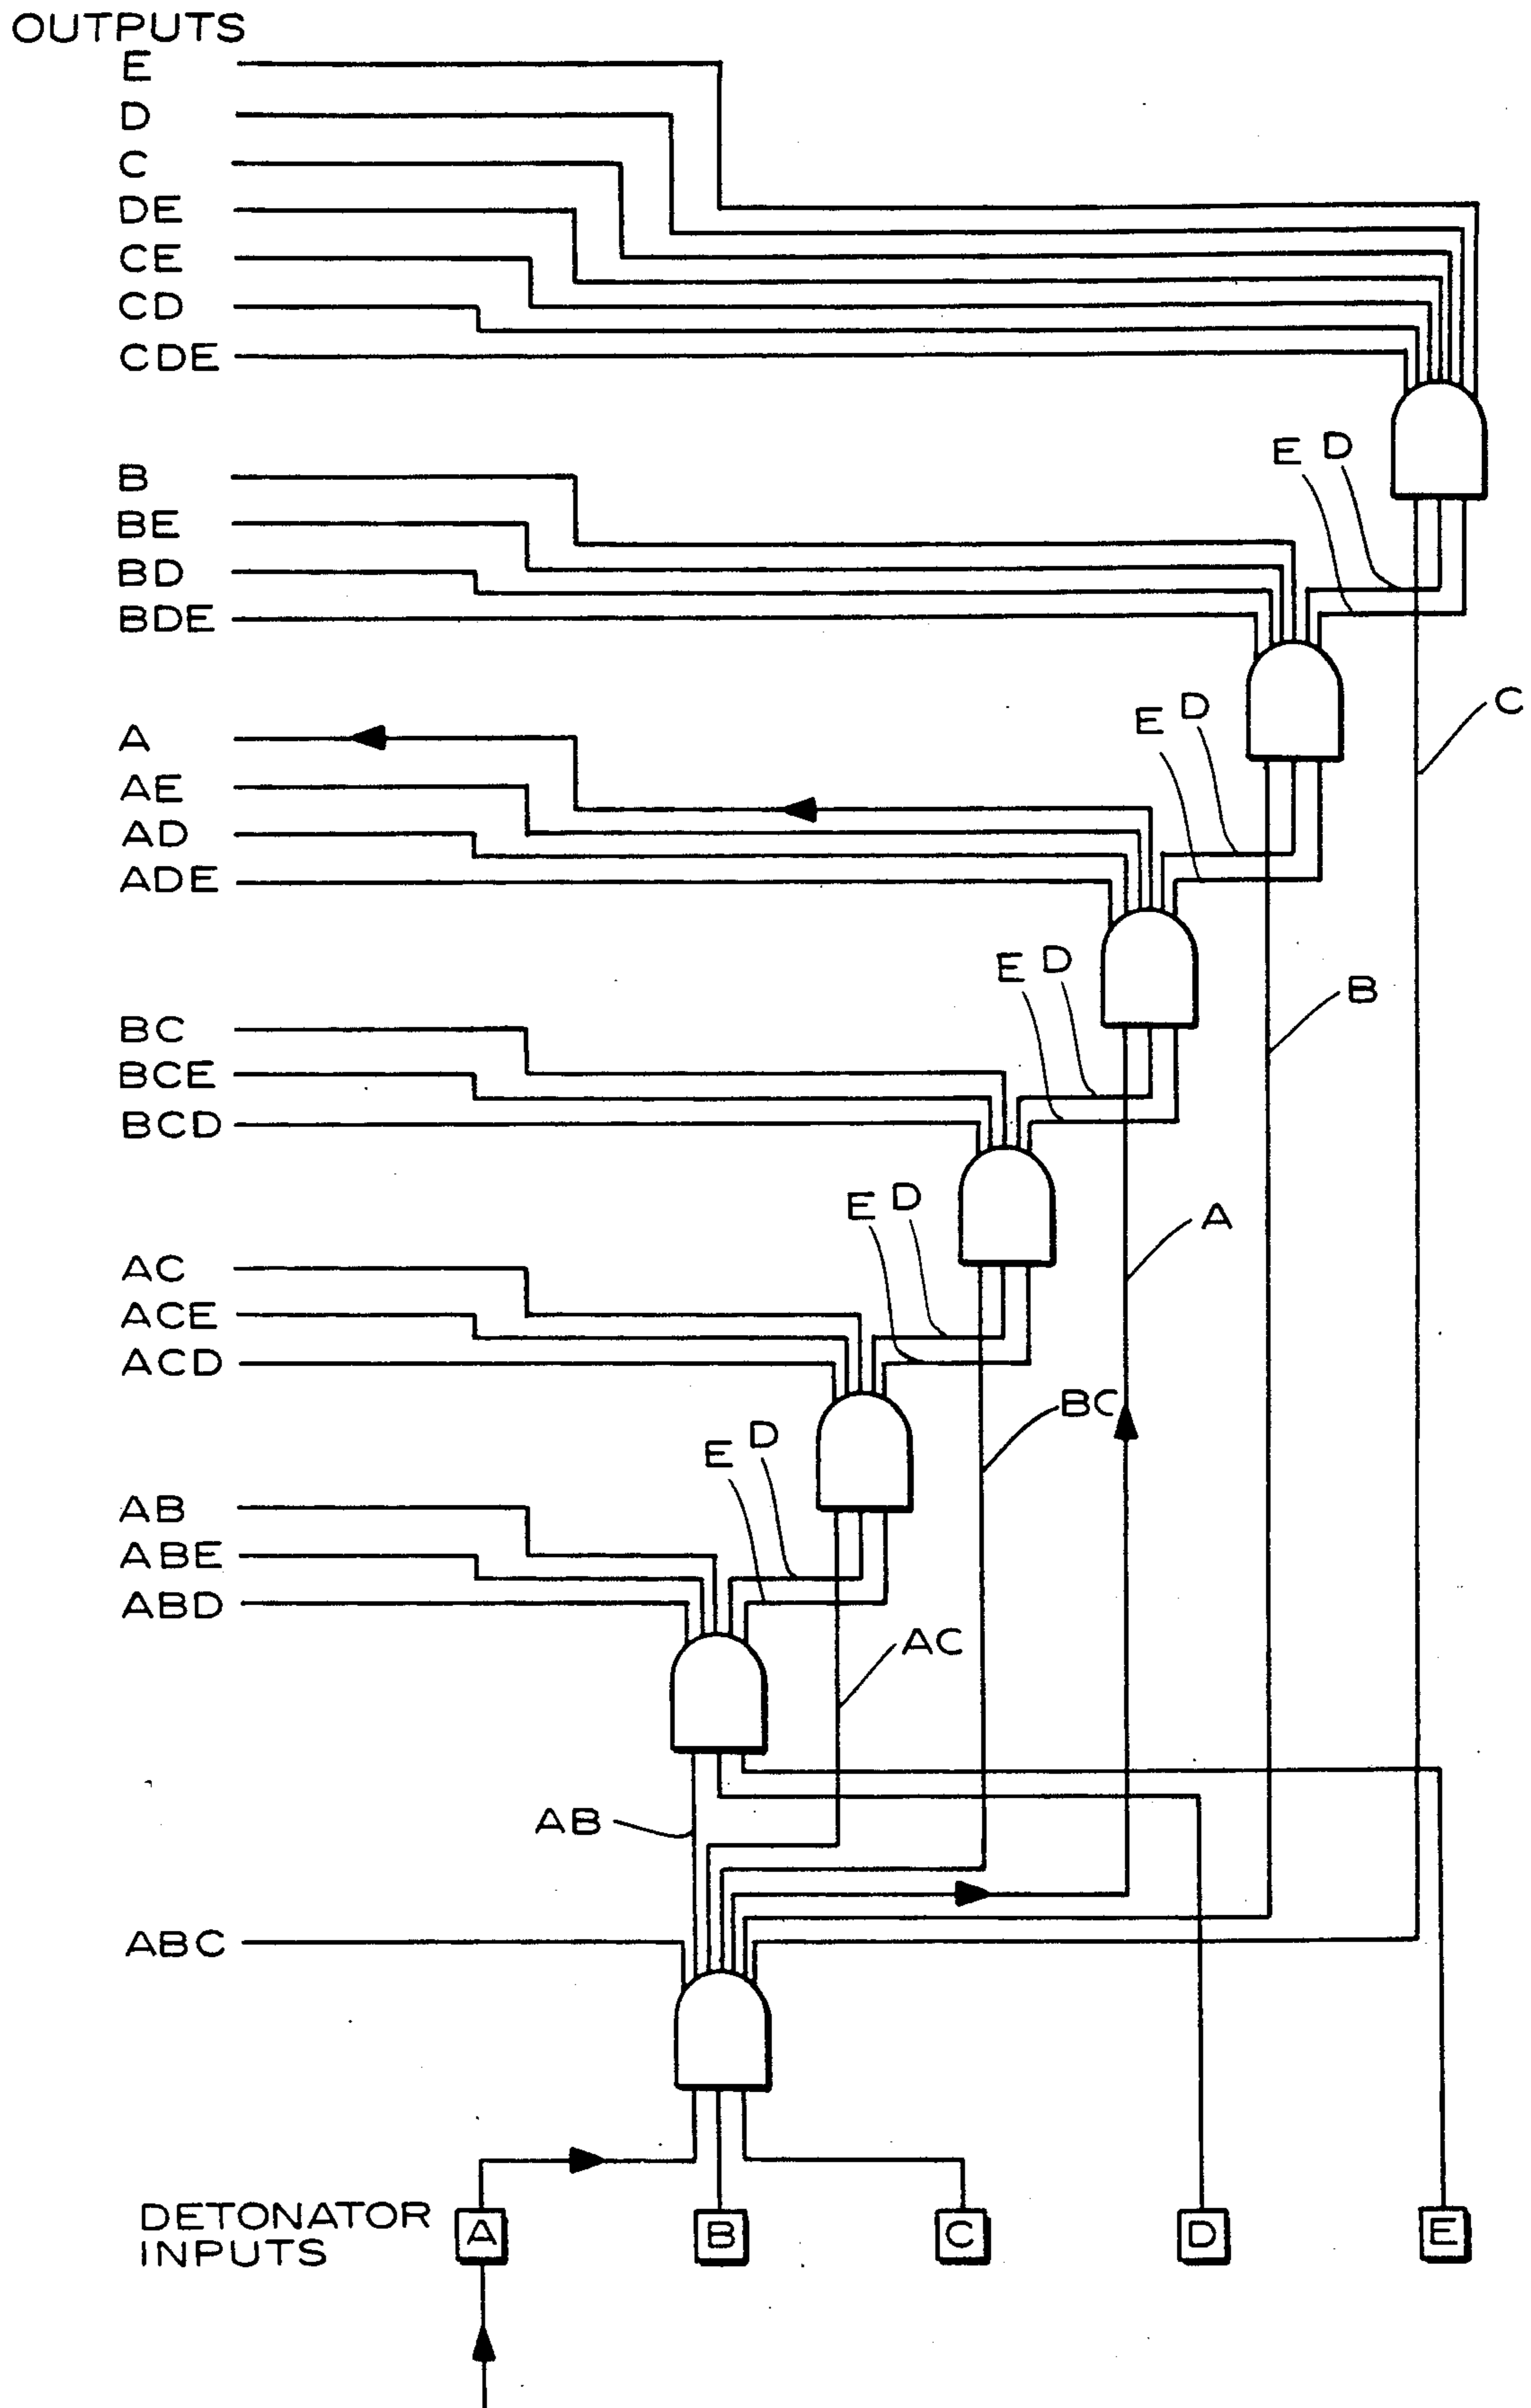 OUTPUTS
E
D
C
DE
CE
CD
CDE
E D
B
BE
BD
BDE
C
E D
A
AE
AD
ADE
E D
B
BC
BCE
BCD
E D
A
AC
ACE
ACD
BC
E D
AB
ABE
ABD
AC
AB
ABC
DETONATOR
INPUTS
A B C D E